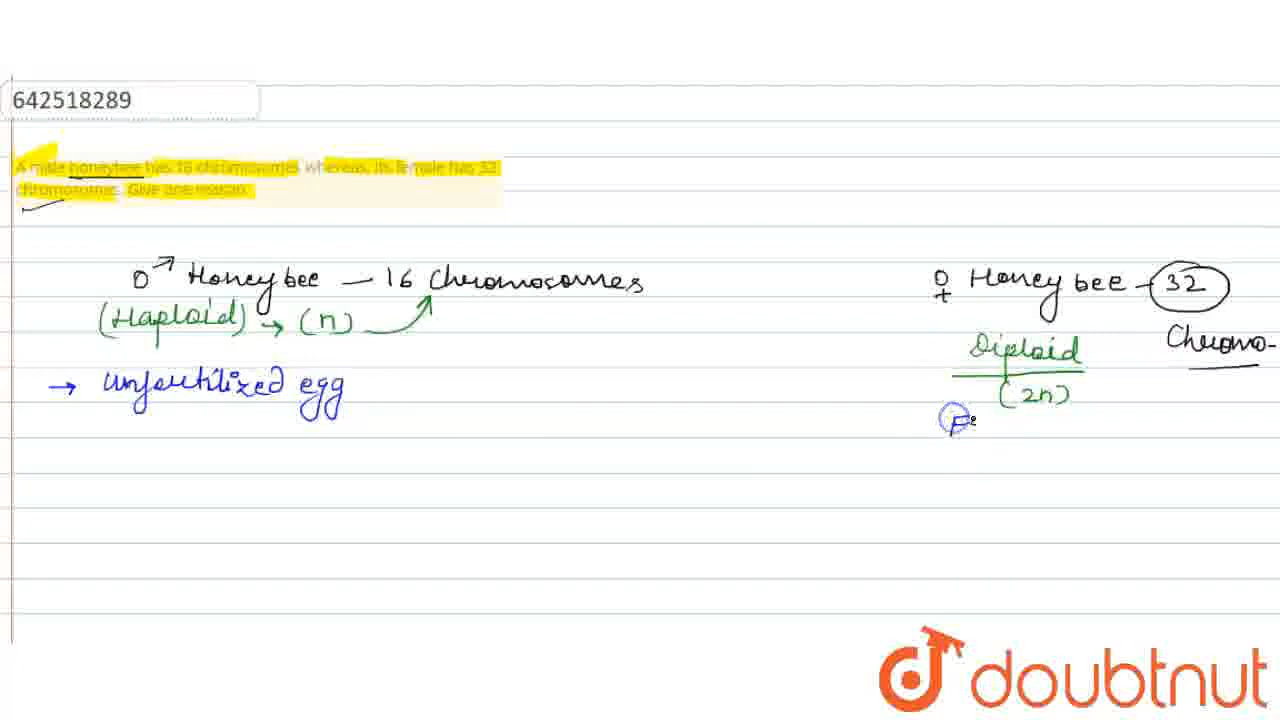 642518289
A male honeybee has 16 chromosomes whereas, its female has 32
chromosomes. Give one reason.
♂ Honeybee — 16 Chromosomes
(Haploid) → (n)
→ unfertilized egg
♀ Honeybee - 32
Chromo-
Diploid
(2n)
Fe
doubtnut